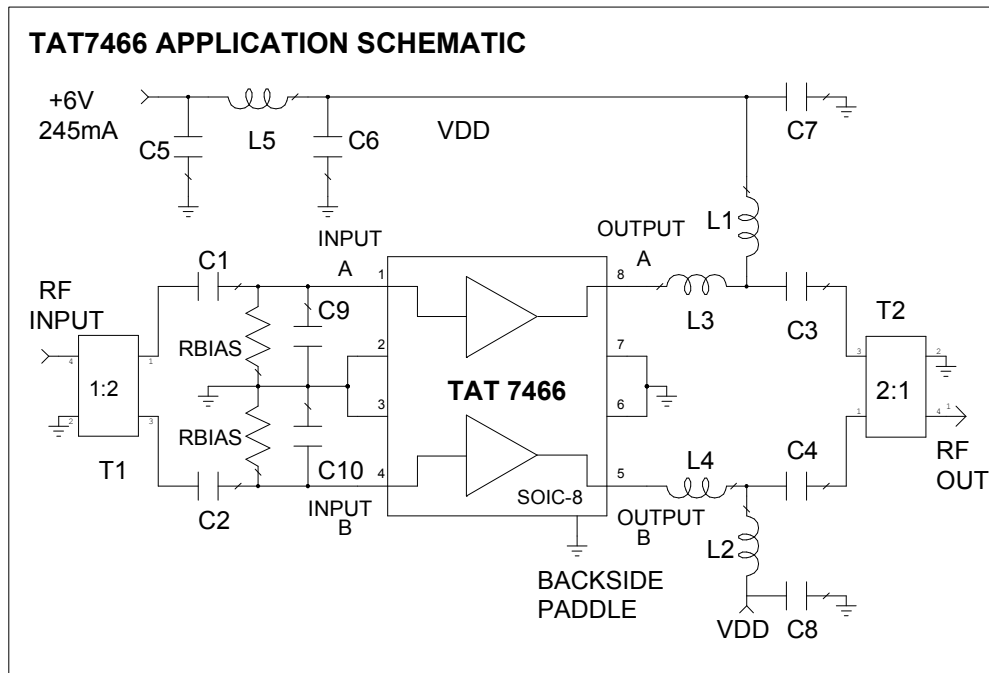 TAT7466 APPLICATION SCHEMATIC
+6V
245mA
C5
L5
C6
VDD
C7
L1
INPUT
A
OUTPUT
A
C1
1
8
RF
INPUT
C9
L3
C3
T2
4
1
RBIAS
2
7
3
2
1:2
TAT 7466
2:1
2
3
RBIAS
3
6
1
4
1
T1
C10
4
5
L4
C4
RF
OUT
C2
INPUT
B
SOIC-8
OUTPUT
B
L2
BACKSIDE
PADDLE
VDD
C8